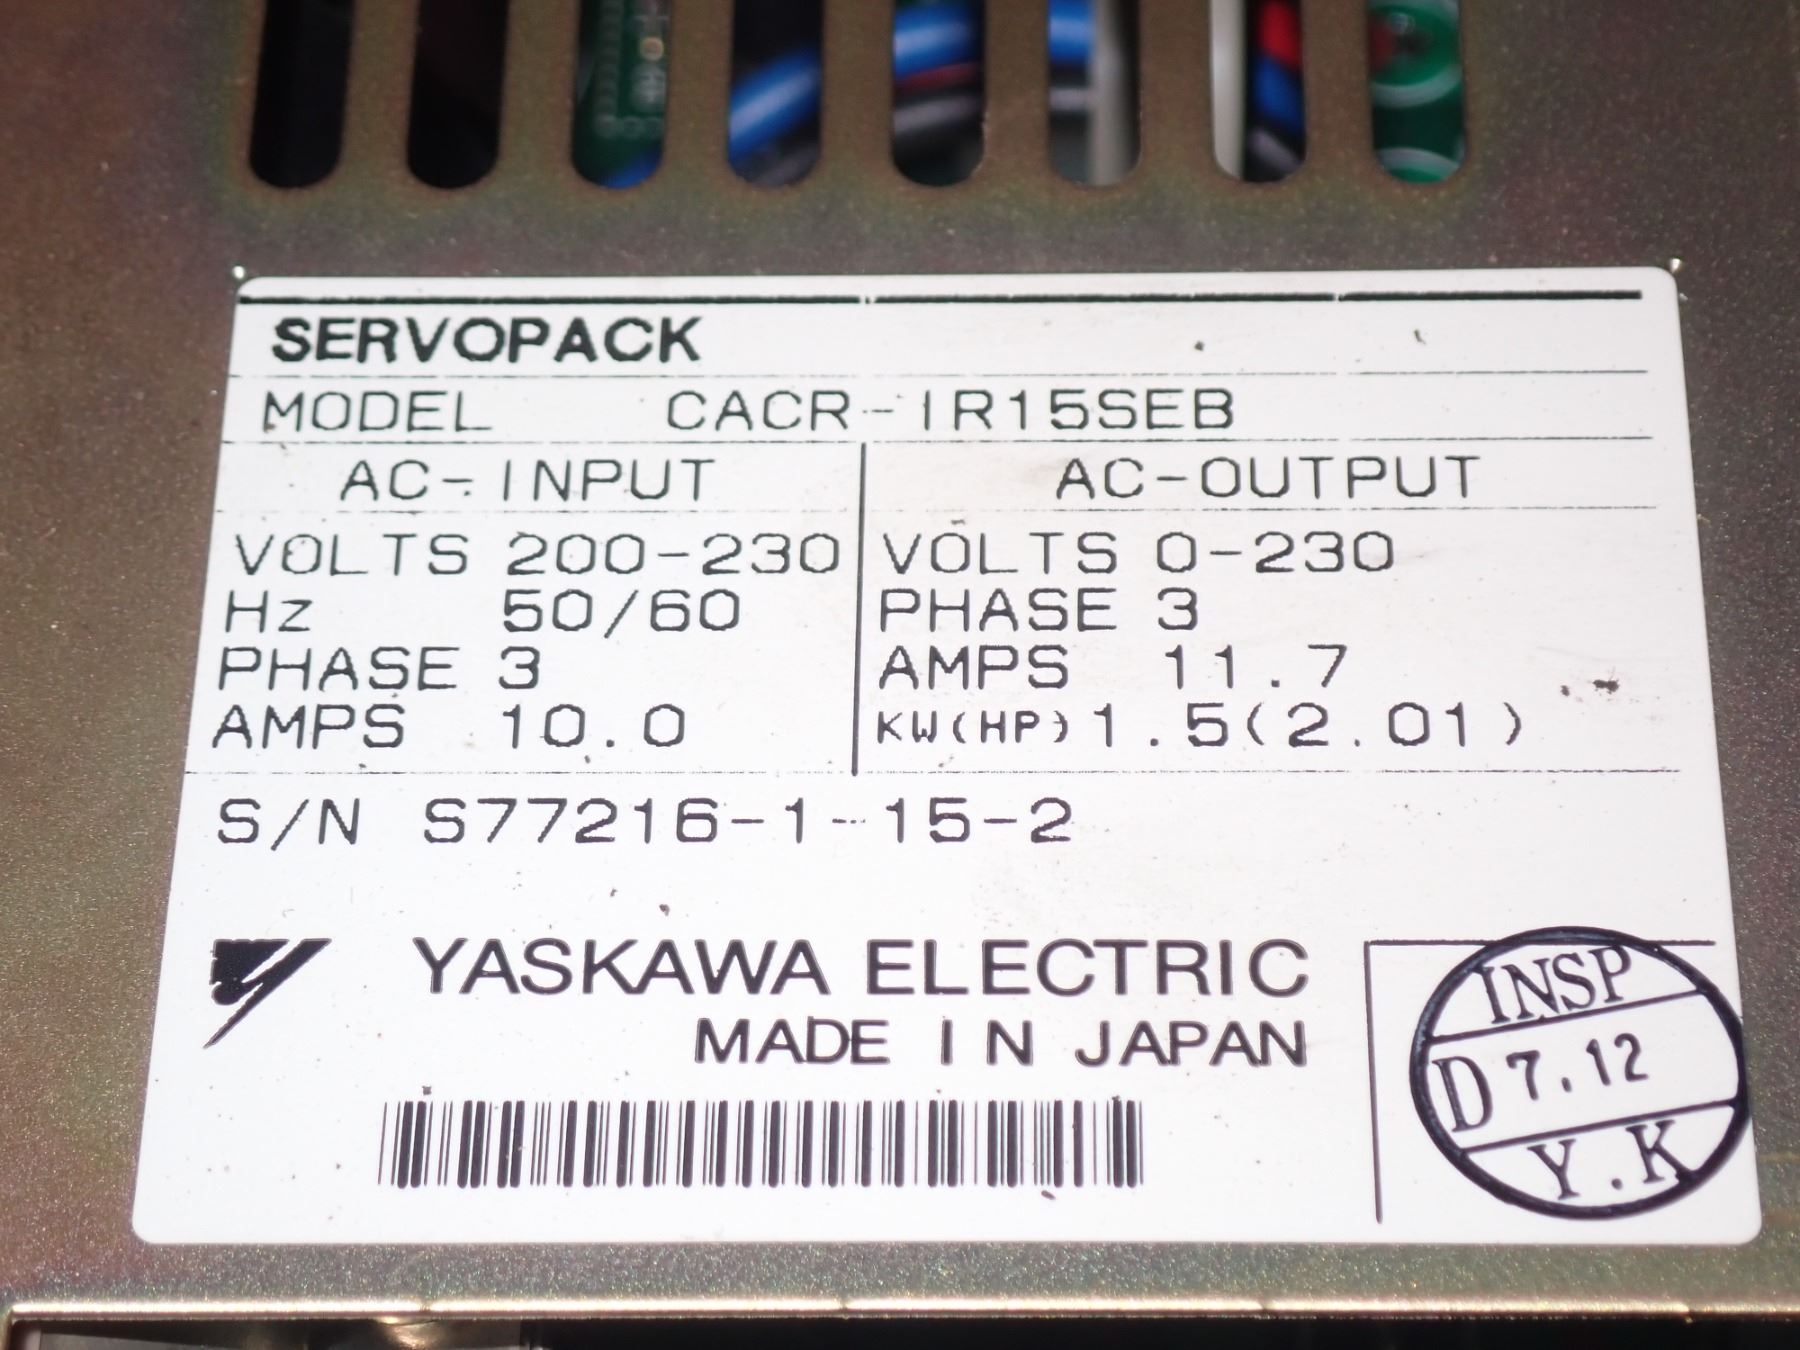 SERVOPACK
MODEL CACR-IR15SEB
AC-INPUT
VOLTS 200-230
Hz 50/60
PHASE 3
AMPS 10.0
AC-OUTPUT
VOLTS 0-230
PHASE 3
AMPS 11.7
KW(HP) 1.5(2.01)
S/N S77216-1-15-2
YASKAWA ELECTRIC
MADE IN JAPAN
INSP
D 7.12
Y.K